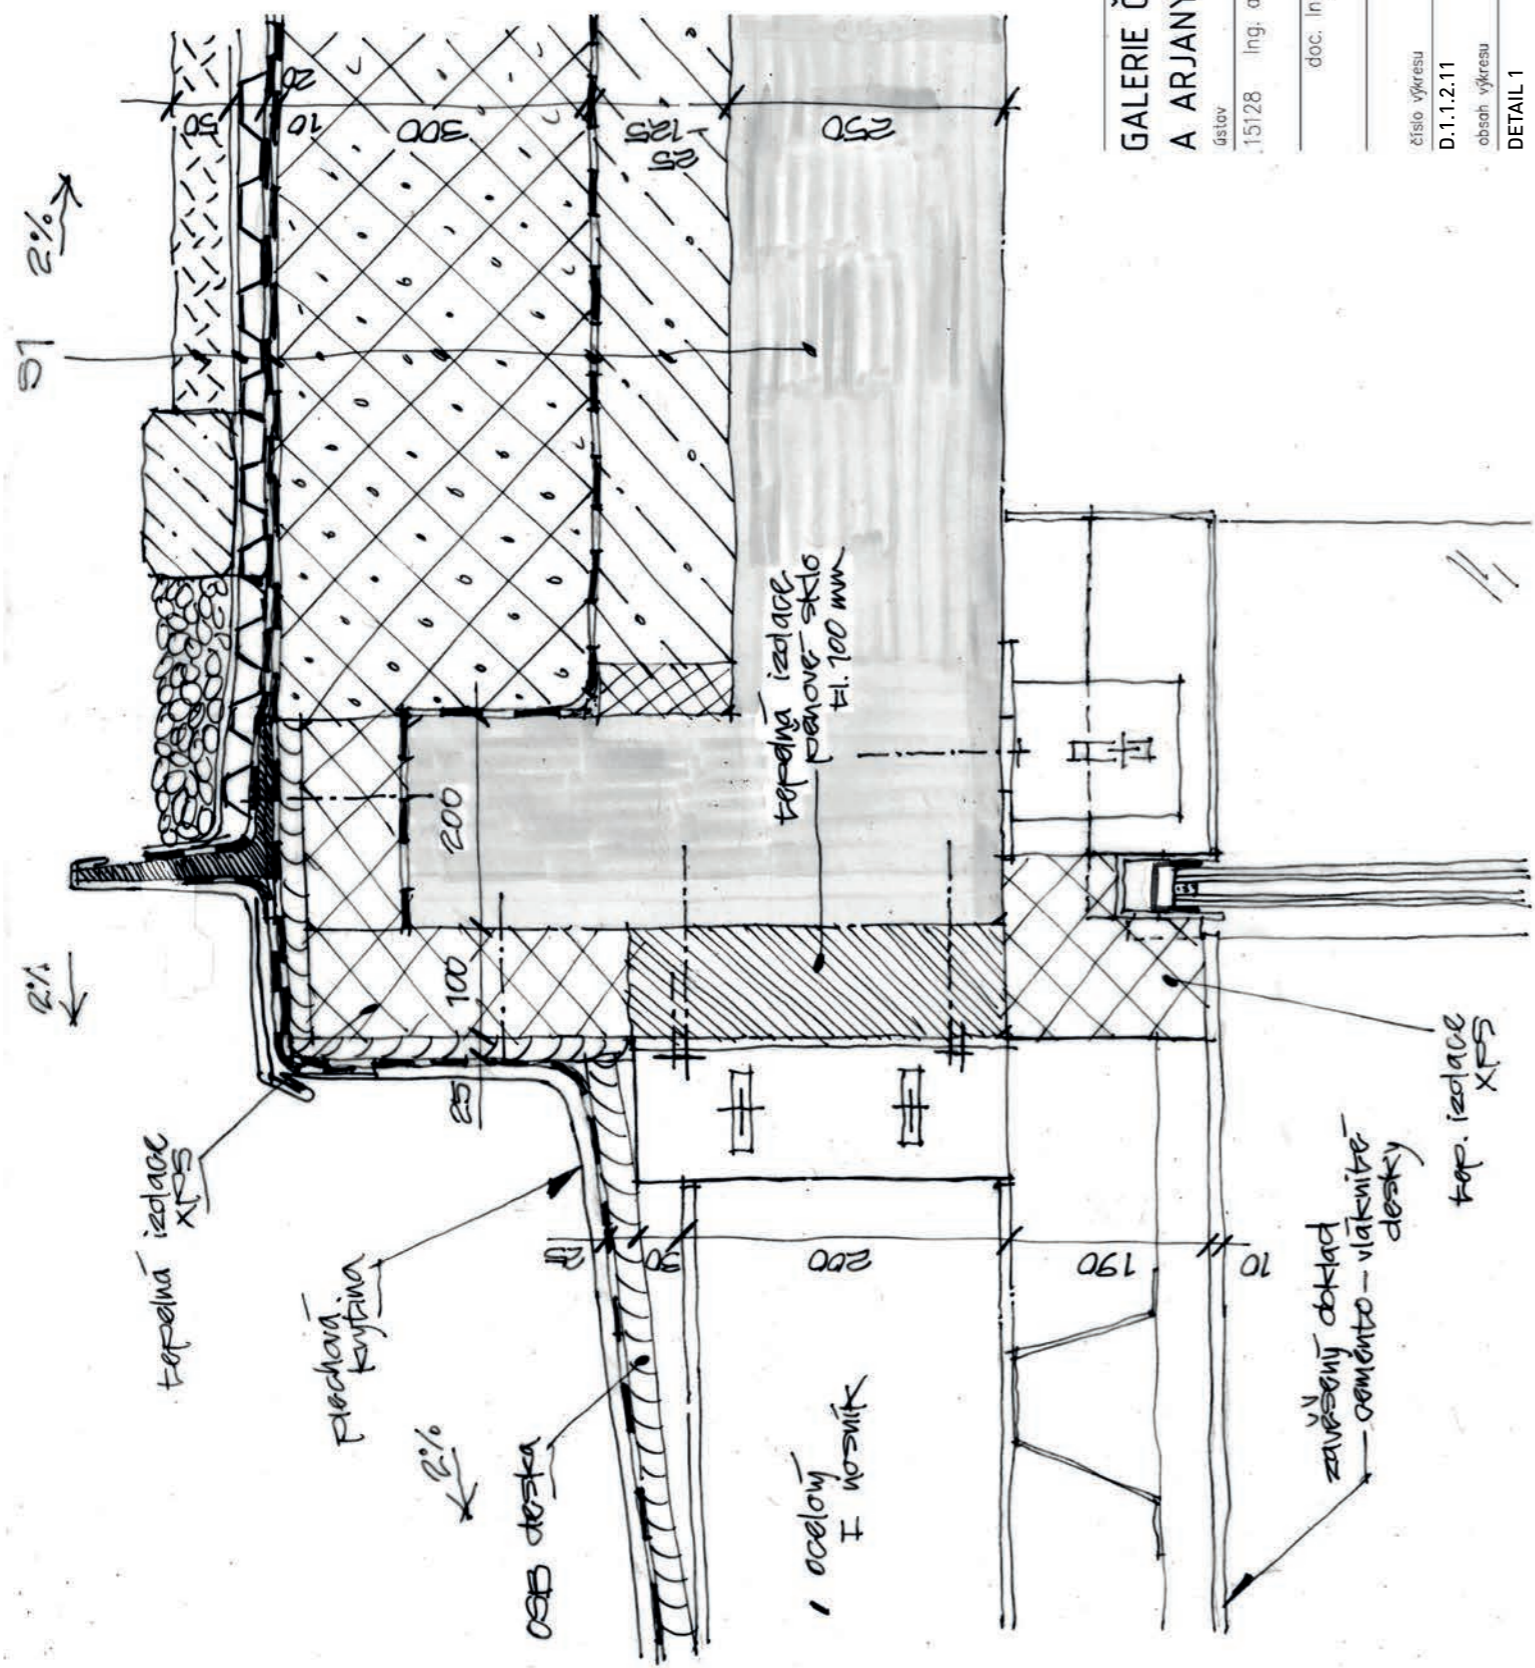 S1
2%
2%
50
20
10
300
25
-125
250
tepelná izolace
XPS
plechová
krytina
2%
OSB deska
ocelový
I nosník
200
100
25
tepelná izolace
pěnové sklo
tl. 100 mm
25
30
200
190
10
zavěšený
cemento-vláknité
desky
tep. izolace
XPS
GALERIE Č
A ARJANY
ústav
15128 Ing. a
doc. In
číslo výkresu
D.1.1.2.11
obsah výkresu
DETAIL 1